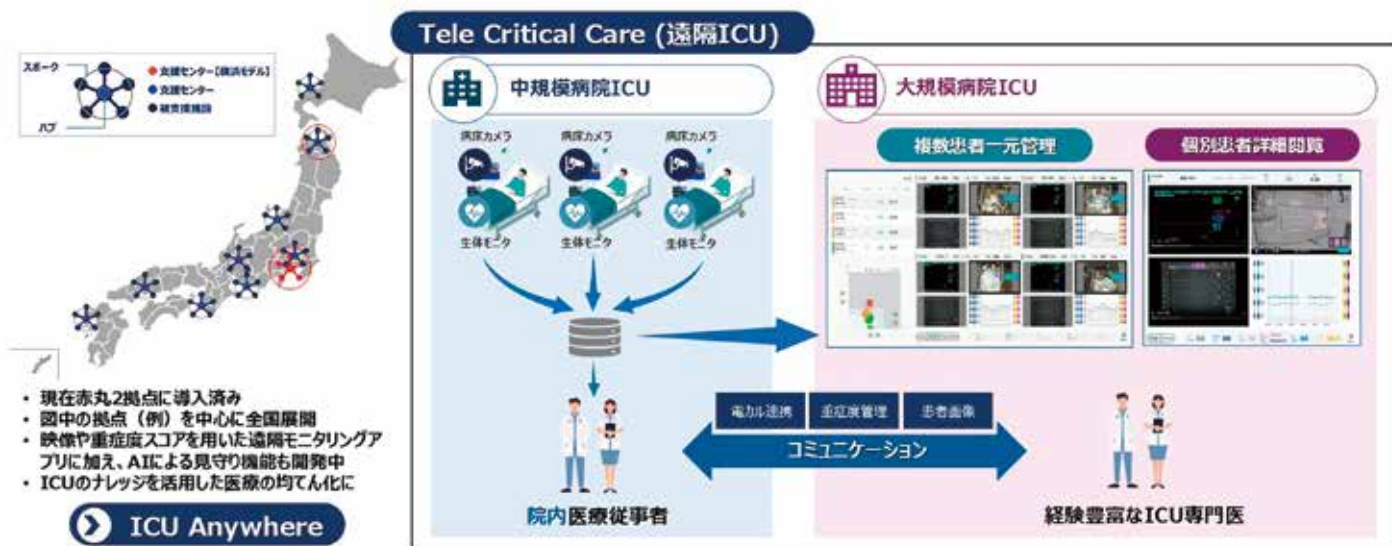 Tele Critical Care (遠隔ICU)
スポーク
ハブ
支援センター【横浜モデル】
支援センター
被支援施設
・ 現在赤丸2拠点に導入済み
・ 図中の拠点（例）を中心に全国展開
・ 映像や重症度スコアを用いた遠隔モニタリングア
プリに加え、AIによる見守り機能も開発中
・ ICUのナレッジを活用した医療の均てん化に
ICU Anywhere
中規模病院ICU
病床カメラ
病床カメラ
病床カメラ
生体モニタ
生体モニタ
生体モニタ
院内医療従事者
大規模病院ICU
複数患者一元管理
個別患者詳細閲覧
電カル連携
重症度管理
患者画像
コミュニケーション
経験豊富なICU専門医